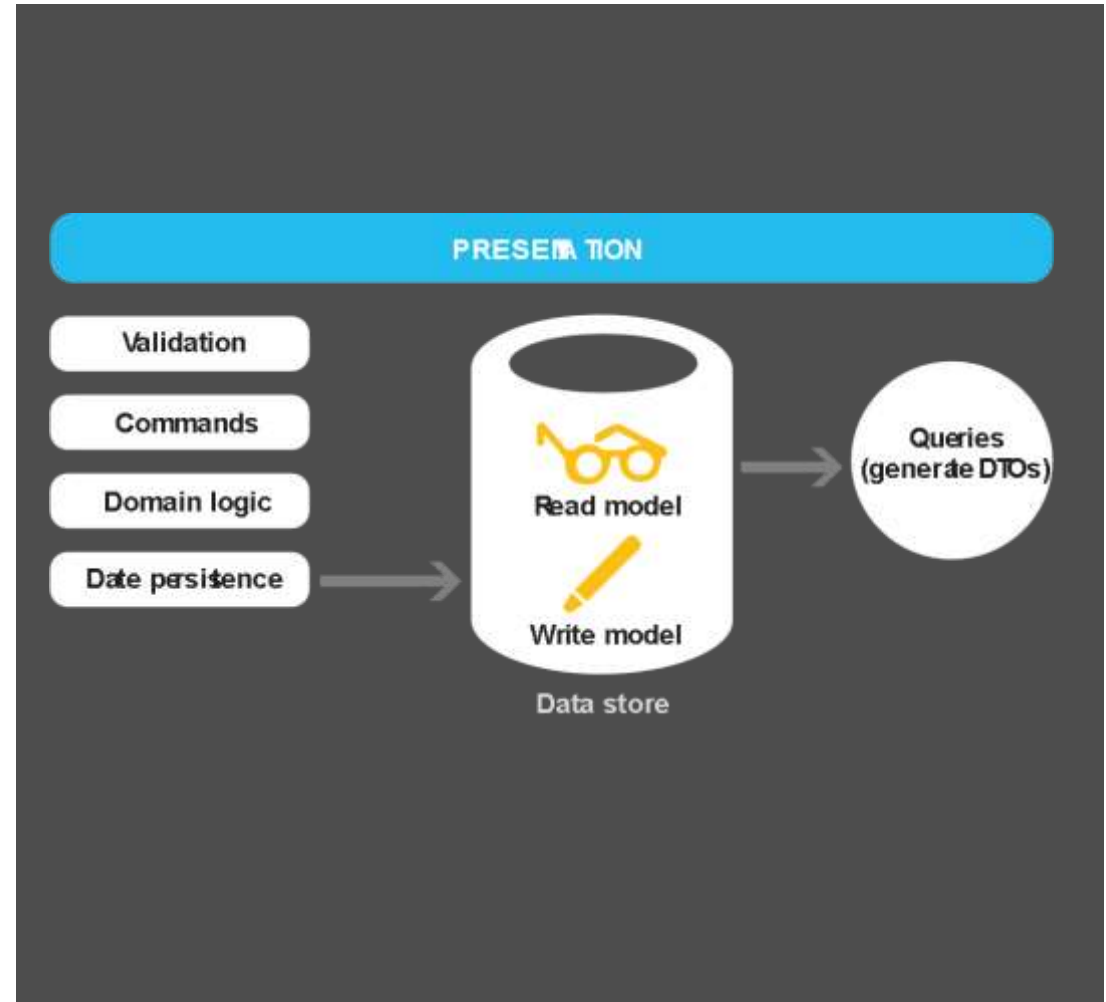 PRESENTATION
Validation
Commands
Domain logic
Date persistence
Read model
Write model
Data store
Queries
(generate DTOs)